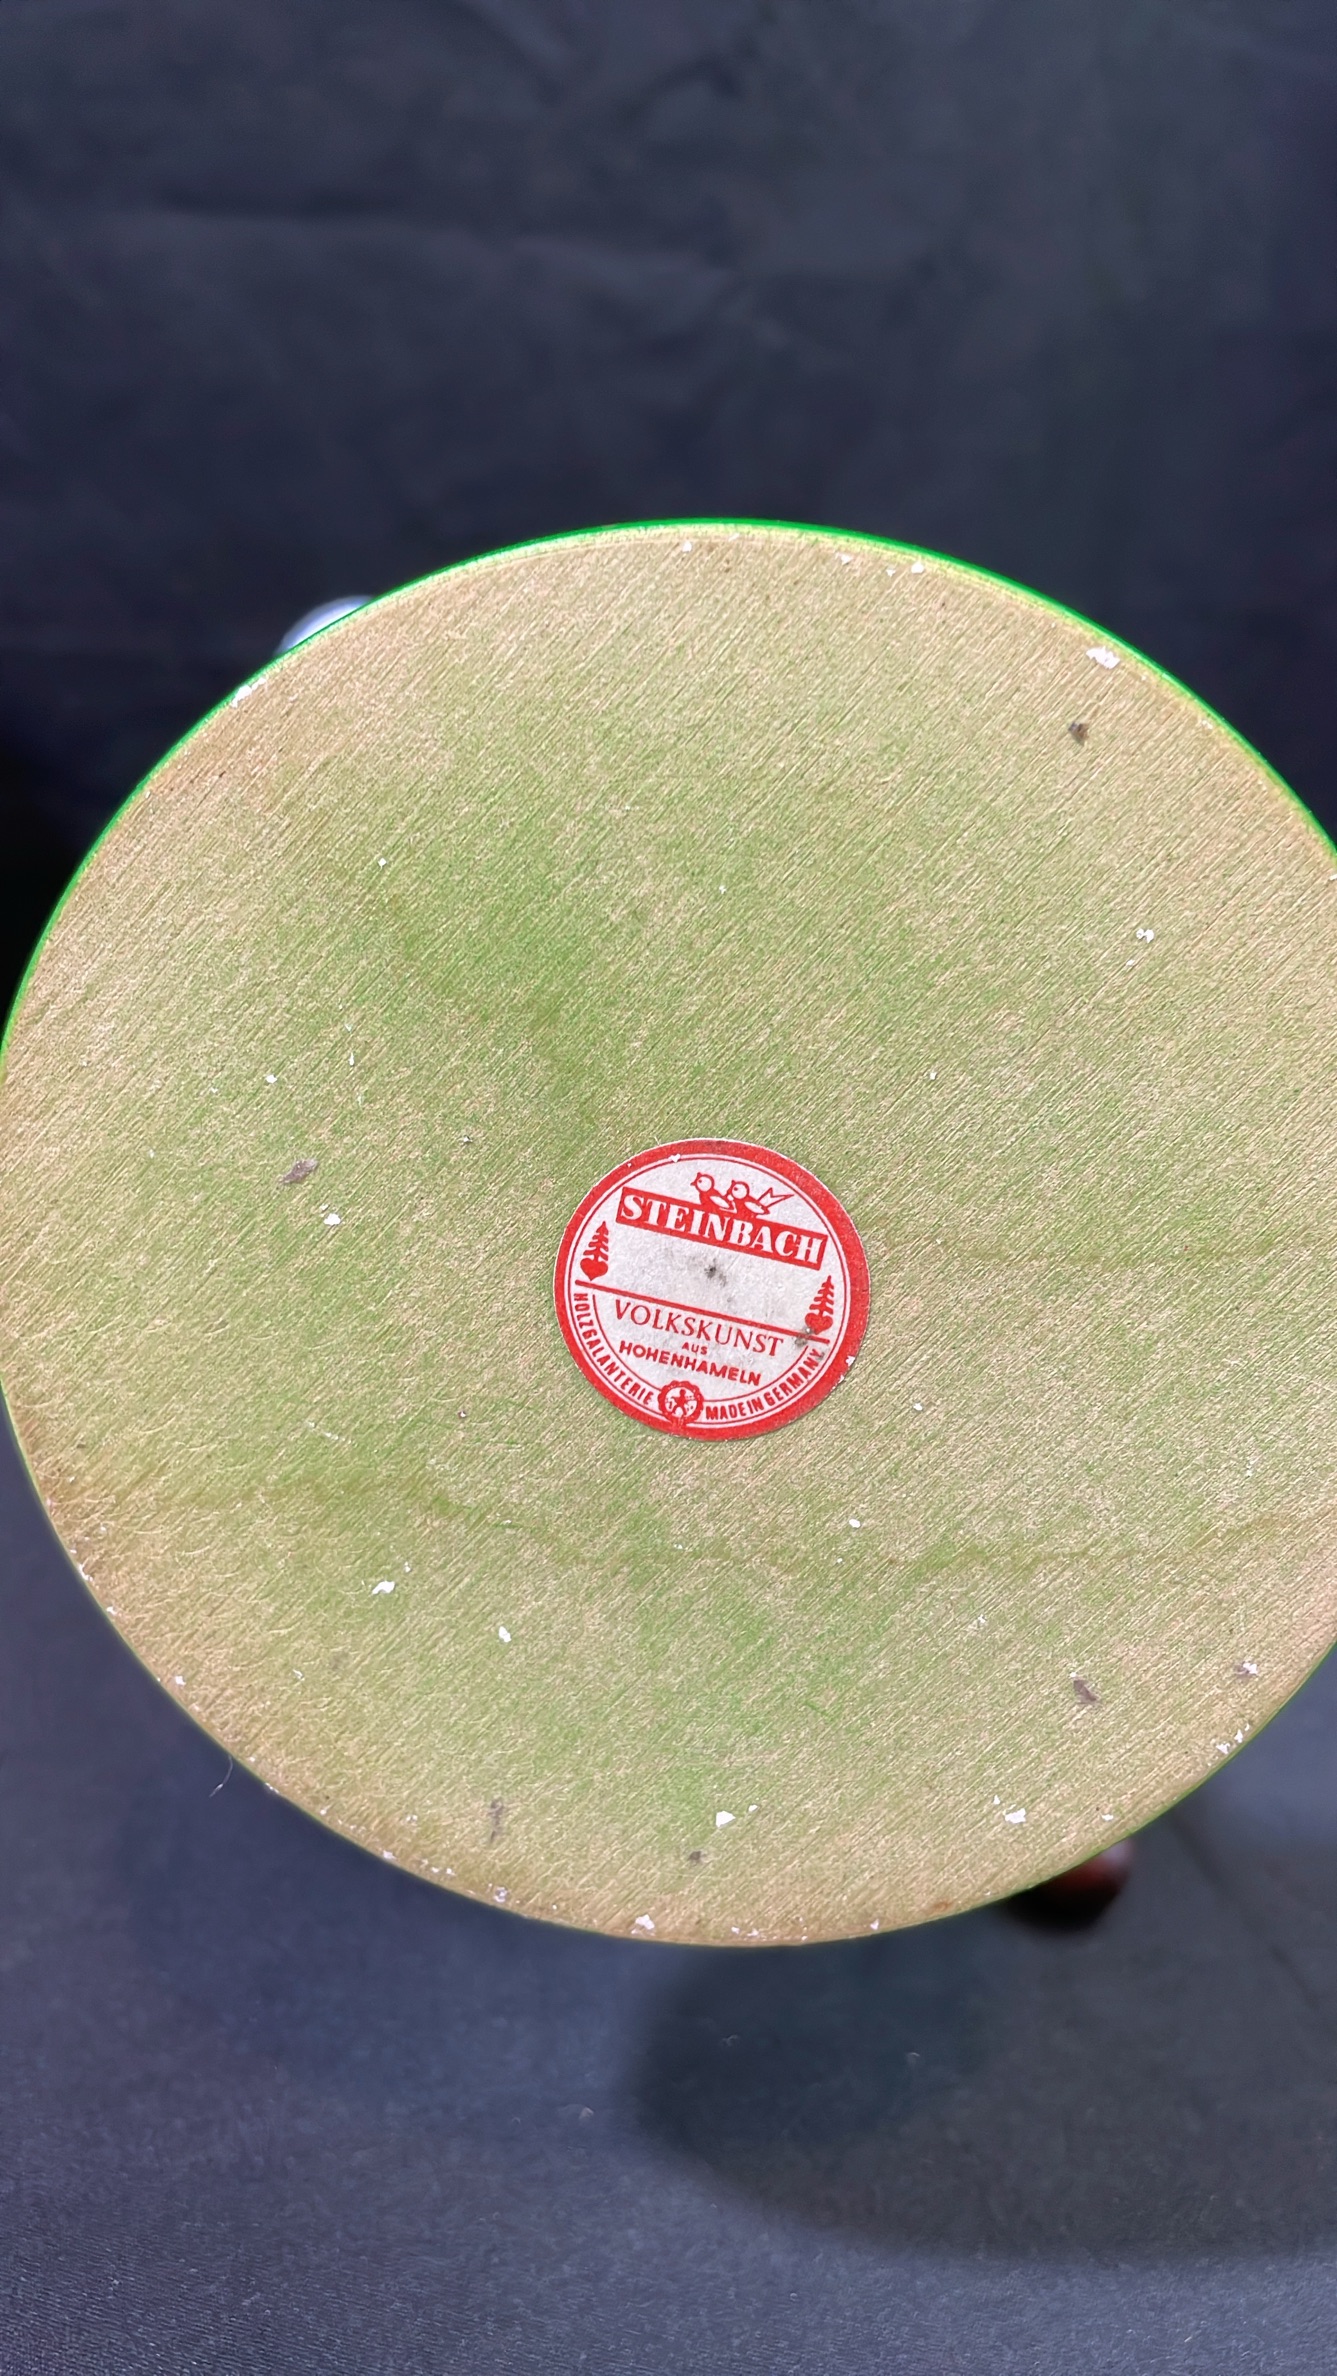 STEINBACH
VOLKSKUNST
AUS
HOHENHAMELN
HOLZGALANTERIE MADE IN GERMANY